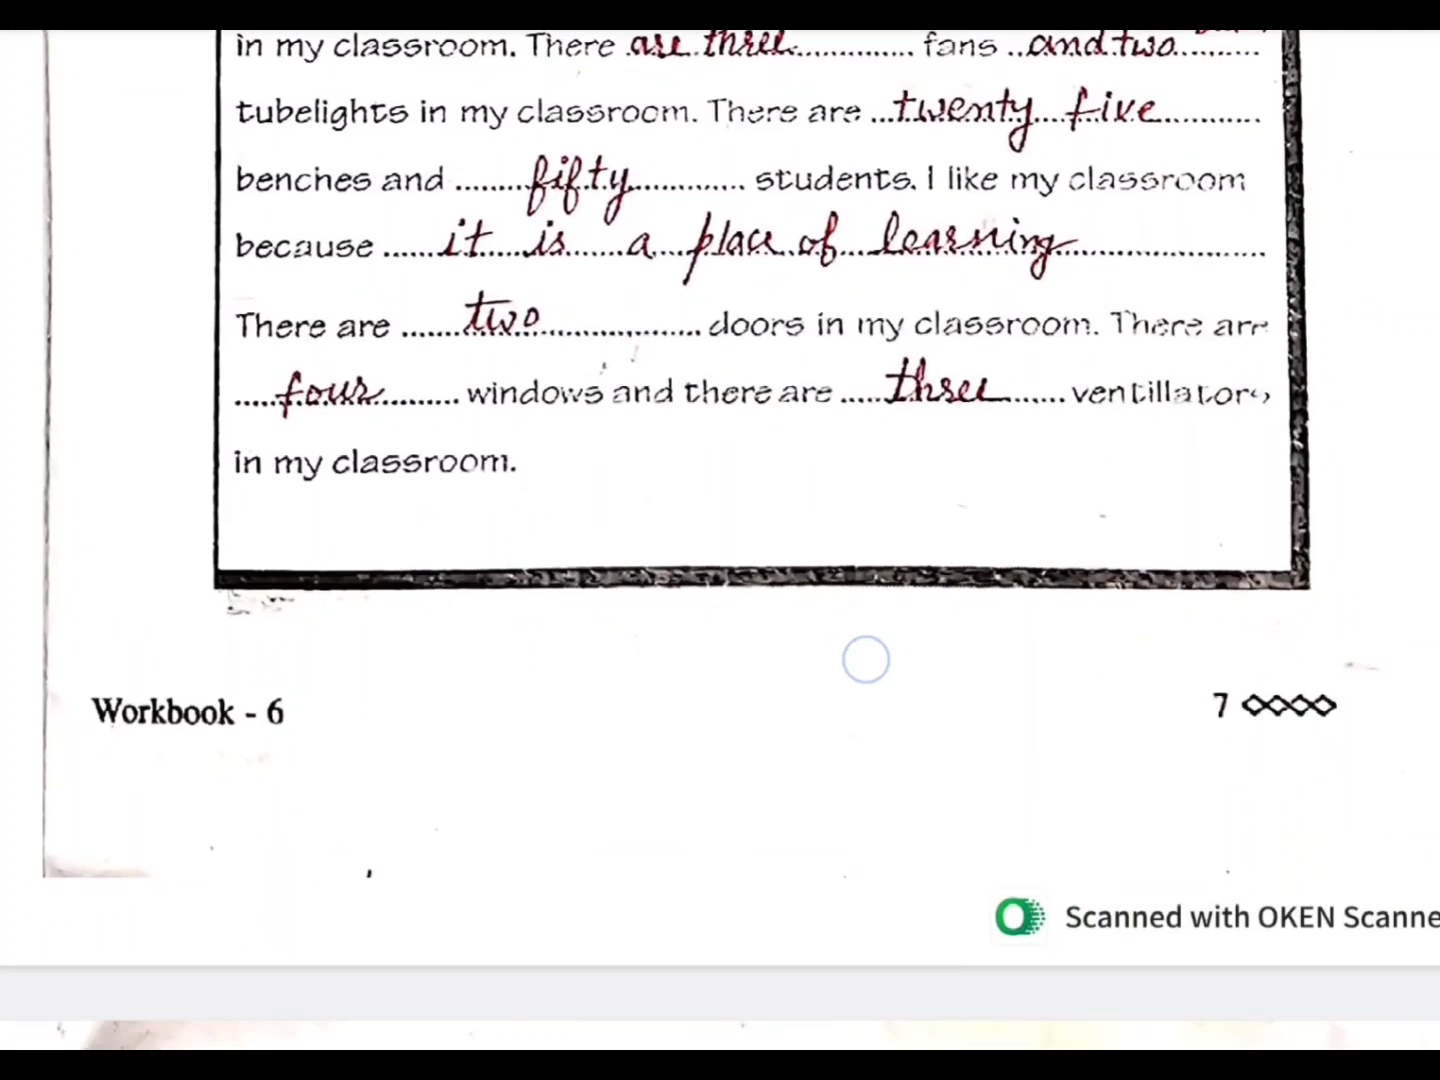 in my classroom. There are three fans and two
tubelights in my classroom. There are twenty five
benches and fifty students. I like my classroom
because it is a place of learning
There are two doors in my classroom. There are
four windows and there are three ventillators
in my classroom.
Workbook - 6
7
Scanned with OKEN Scanne